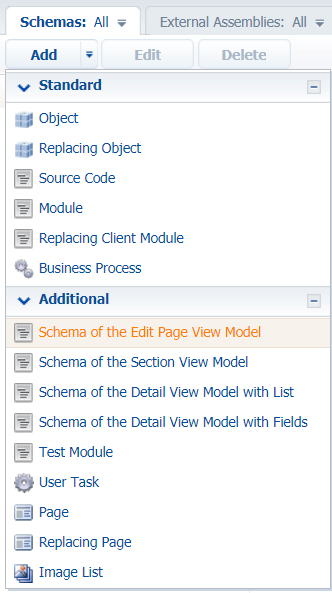 Schemas: All External Assemblies: All
Add Edit Delete
Standard
Object
Replacing Object
Source Code
Module
Replacing Client Module
Business Process
Additional
Schema of the Edit Page View Model
Schema of the Section View Model
Schema of the Detail View Model with List
Schema of the Detail View Model with Fields
Test Module
User Task
Page
Replacing Page
Image List